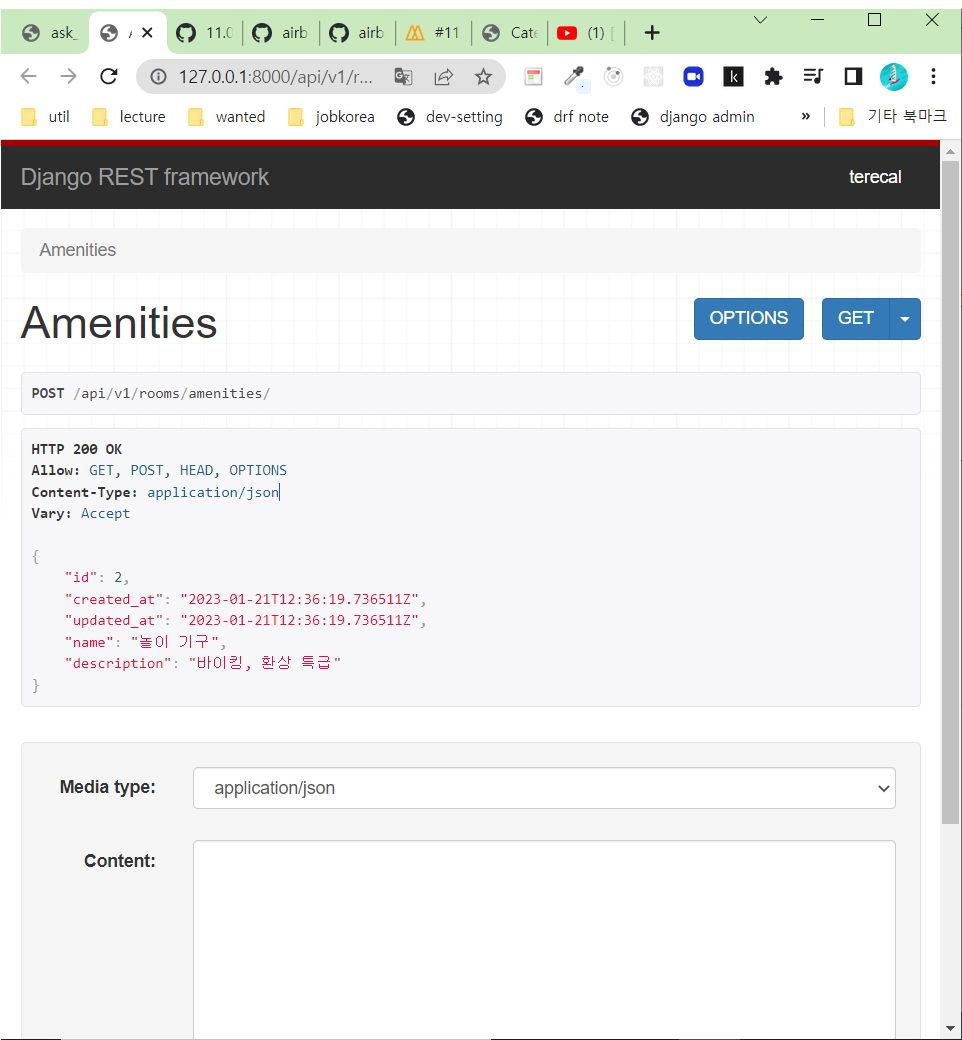 ask_
11.0
airb
airb
#11
Cate
(1)
127.0.0.1:8000/api/v1/r...
util
lecture
wanted
jobkorea
dev-setting
drf note
django admin
»
기타 북마크
Django REST framework
terecal
Amenities
Amenities
OPTIONS
GET
POST /api/v1/rooms/amenities/
HTTP 200 OK
Allow: GET, POST, HEAD, OPTIONS
Content-Type: application/json
Vary: Accept
{
"id": 2,
"created_at": "2023-01-21T12:36:19.736511Z",
"updated_at": "2023-01-21T12:36:19.736511Z",
"name": "놀이 기구",
"description": "바이킹, 환상 특급"
}
Media type:
application/json
Content: